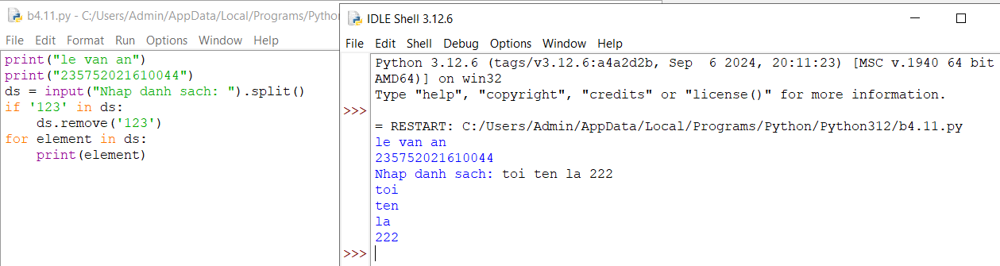 b4.11.py - C:/Users/Admin/AppData/Local/Programs/Python
File Edit Format Run Options Window Help
print("le van an")
print("235752021610044")
ds = input("Nhap danh sach: ").split()
if '123' in ds:
    ds.remove('123')
for element in ds:
    print(element)
IDLE Shell 3.12.6
File Edit Shell Debug Options Window Help
Python 3.12.6 (tags/v3.12.6:a4a2d2b, Sep  6 2024, 20:11:23) [MSC v.1940 64 bit
AMD64)] on win32
Type "help", "copyright", "credits" or "license()" for more information.
>>>
= RESTART: C:/Users/Admin/AppData/Local/Programs/Python/Python312/b4.11.py
le van an
235752021610044
Nhap danh sach: toi ten la 222
toi
ten
la
222
>>>